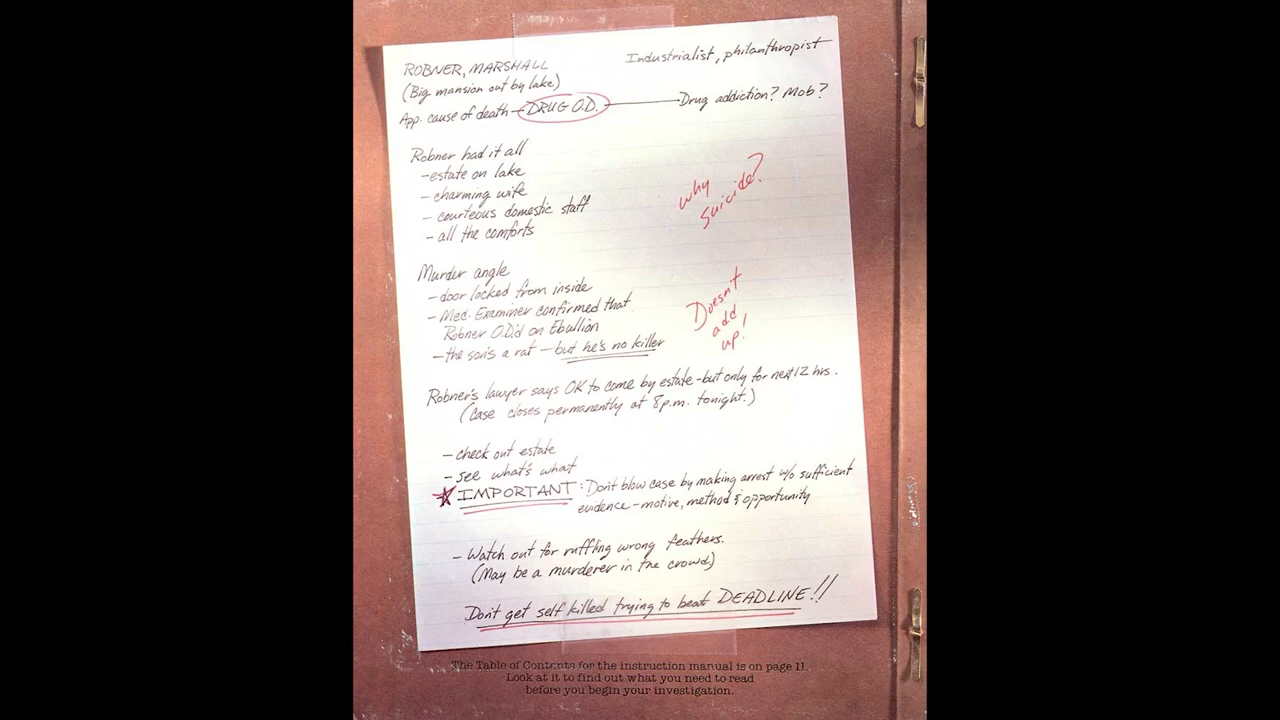 ROBNER, MARSHALL
Industrialist, philanthropist
(Big mansion out by lake)
App. cause of death – DRUG O.D. — Drug addiction? Mob?
Robner had it all
– estate on lake
– charming wife
– courteous domestic staff
– all the comforts
why
suicide?
Murder angle
– door locked from inside
– Med. Examiner confirmed that
Robner O.D.'d on Ebullion
– the son's a rat – but he's no killer
Doesn't
add
up!
Robner's lawyer says OK to come by estate – but only for next 12 hrs.
(Case closes permanently at 8 p.m. tonight.)
– check out estate
– see what's what
IMPORTANT: Don't blow case by making arrest w/o sufficient
evidence – motive, method & opportunity
– Watch out for ruffling wrong feathers.
(May be a murderer in the crowd.)
Don't get self killed trying to beat DEADLINE!!
The Table of Contents for the instruction manual is on page 11.
Look at it to find out what you need to read
before you begin your investigation.